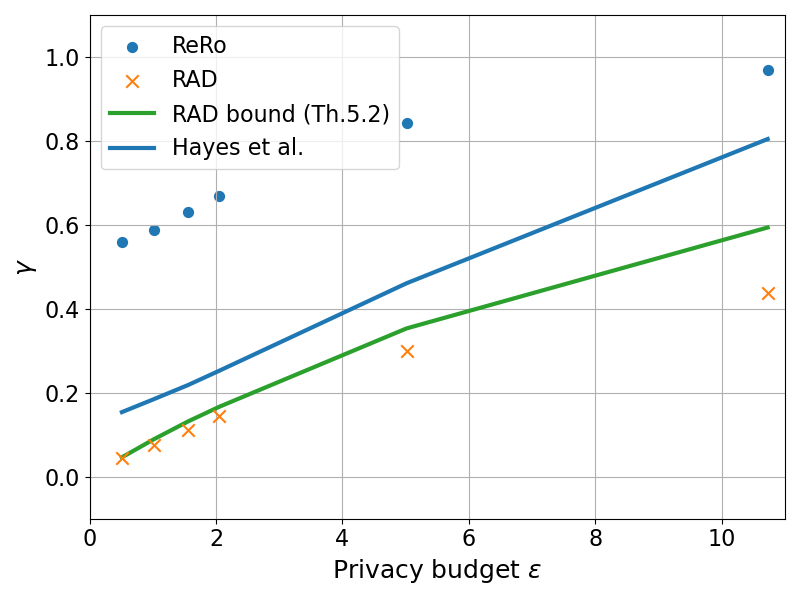 ReRo
RAD
RAD bound (Th.5.2)
Hayes et al.
1.0
0.8
0.6
0.4
0.2
0.0
γ
0 2 4 6 8 10
Privacy budget ε